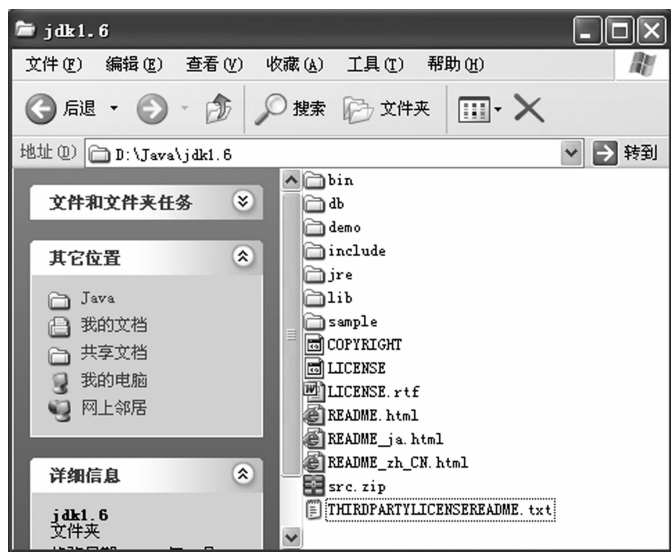 jdk1.6
文件(F) 编辑(E) 查看(V) 收藏(A) 工具(T) 帮助(H)
后退 搜索 文件夹
地址(D) D:\Java\jdk1.6 转到
文件和文件夹任务
其它位置
Java
我的文档
共享文档
我的电脑
网上邻居
详细信息
jdk1.6
文件夹
bin
db
demo
include
jre
lib
sample
COPYRIGHT
LICENSE
LICENSE.rtf
README.html
README_ja.html
README_zh_CN.html
src.zip
THIRDPARTYLICENSEREADME.txt